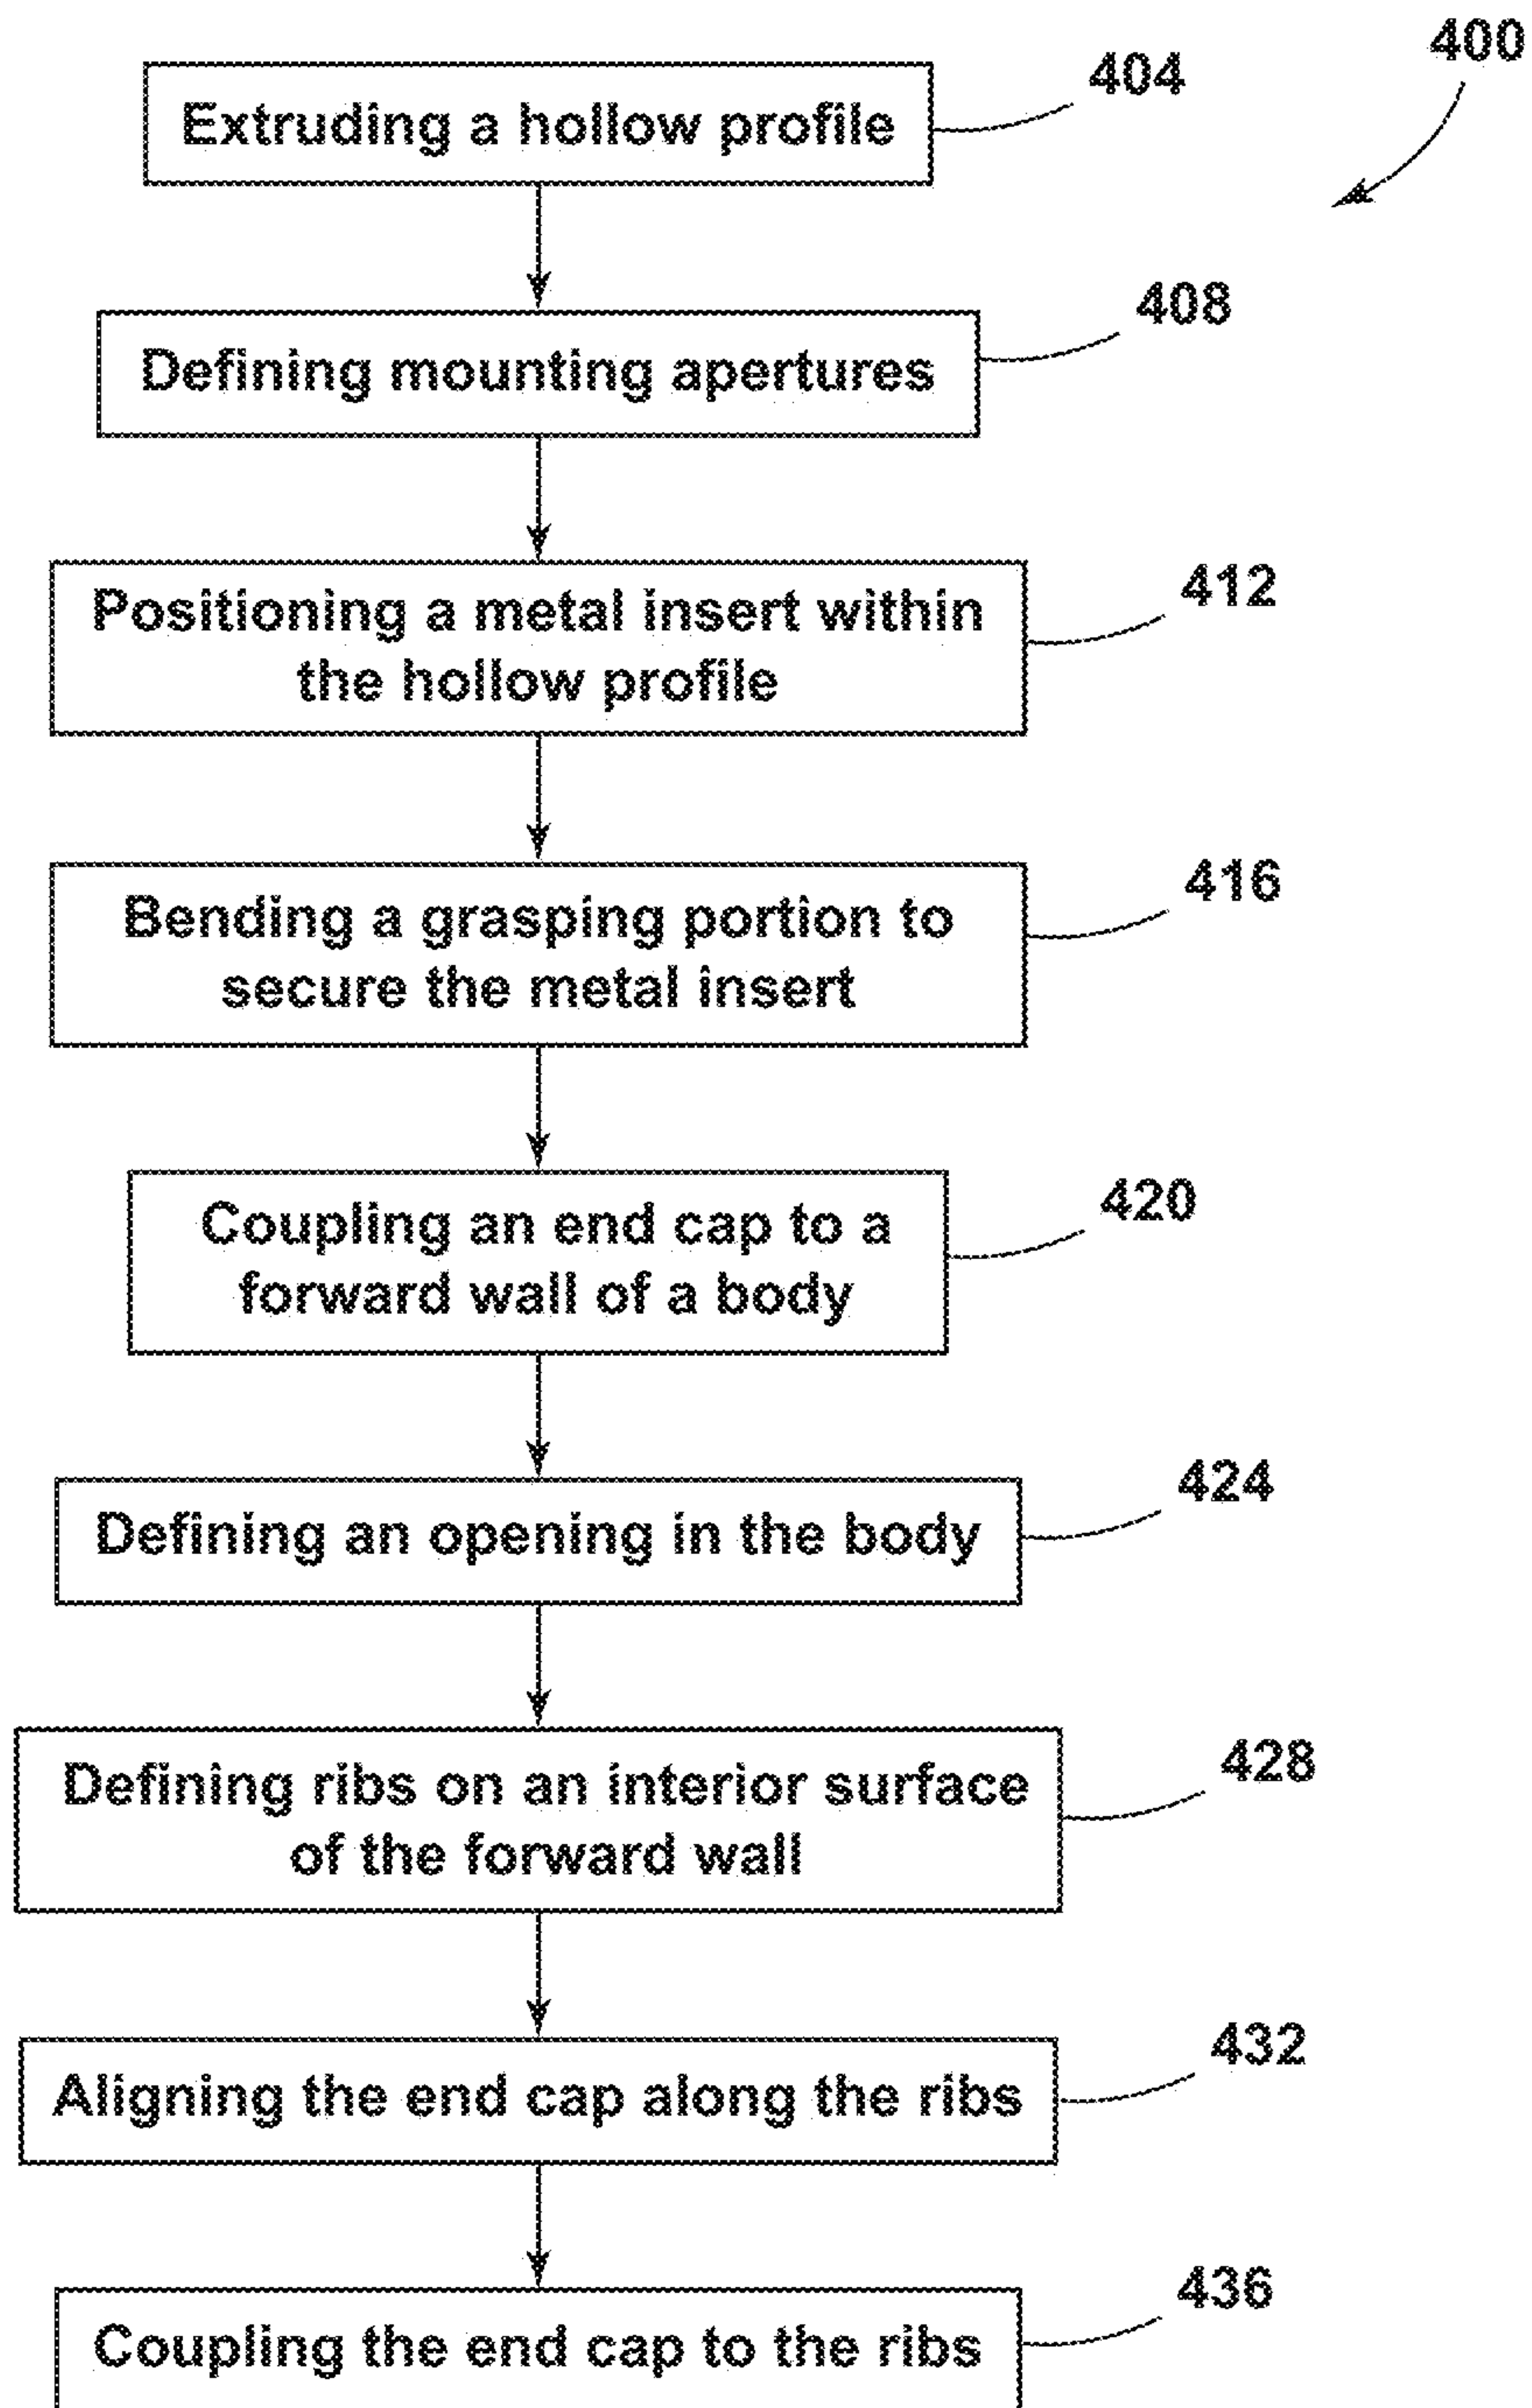 400
Extruding a hollow profile
404
Defining mounting apertures
408
Positioning a metal insert within
the hollow profile
412
Bending a grasping portion to
secure the metal insert
416
Coupling an end cap to a
forward wall of a body
420
Defining an opening in the body
424
Defining ribs on an interior surface
of the forward wall
428
Aligning the end cap along the ribs
432
Coupling the end cap to the ribs
436